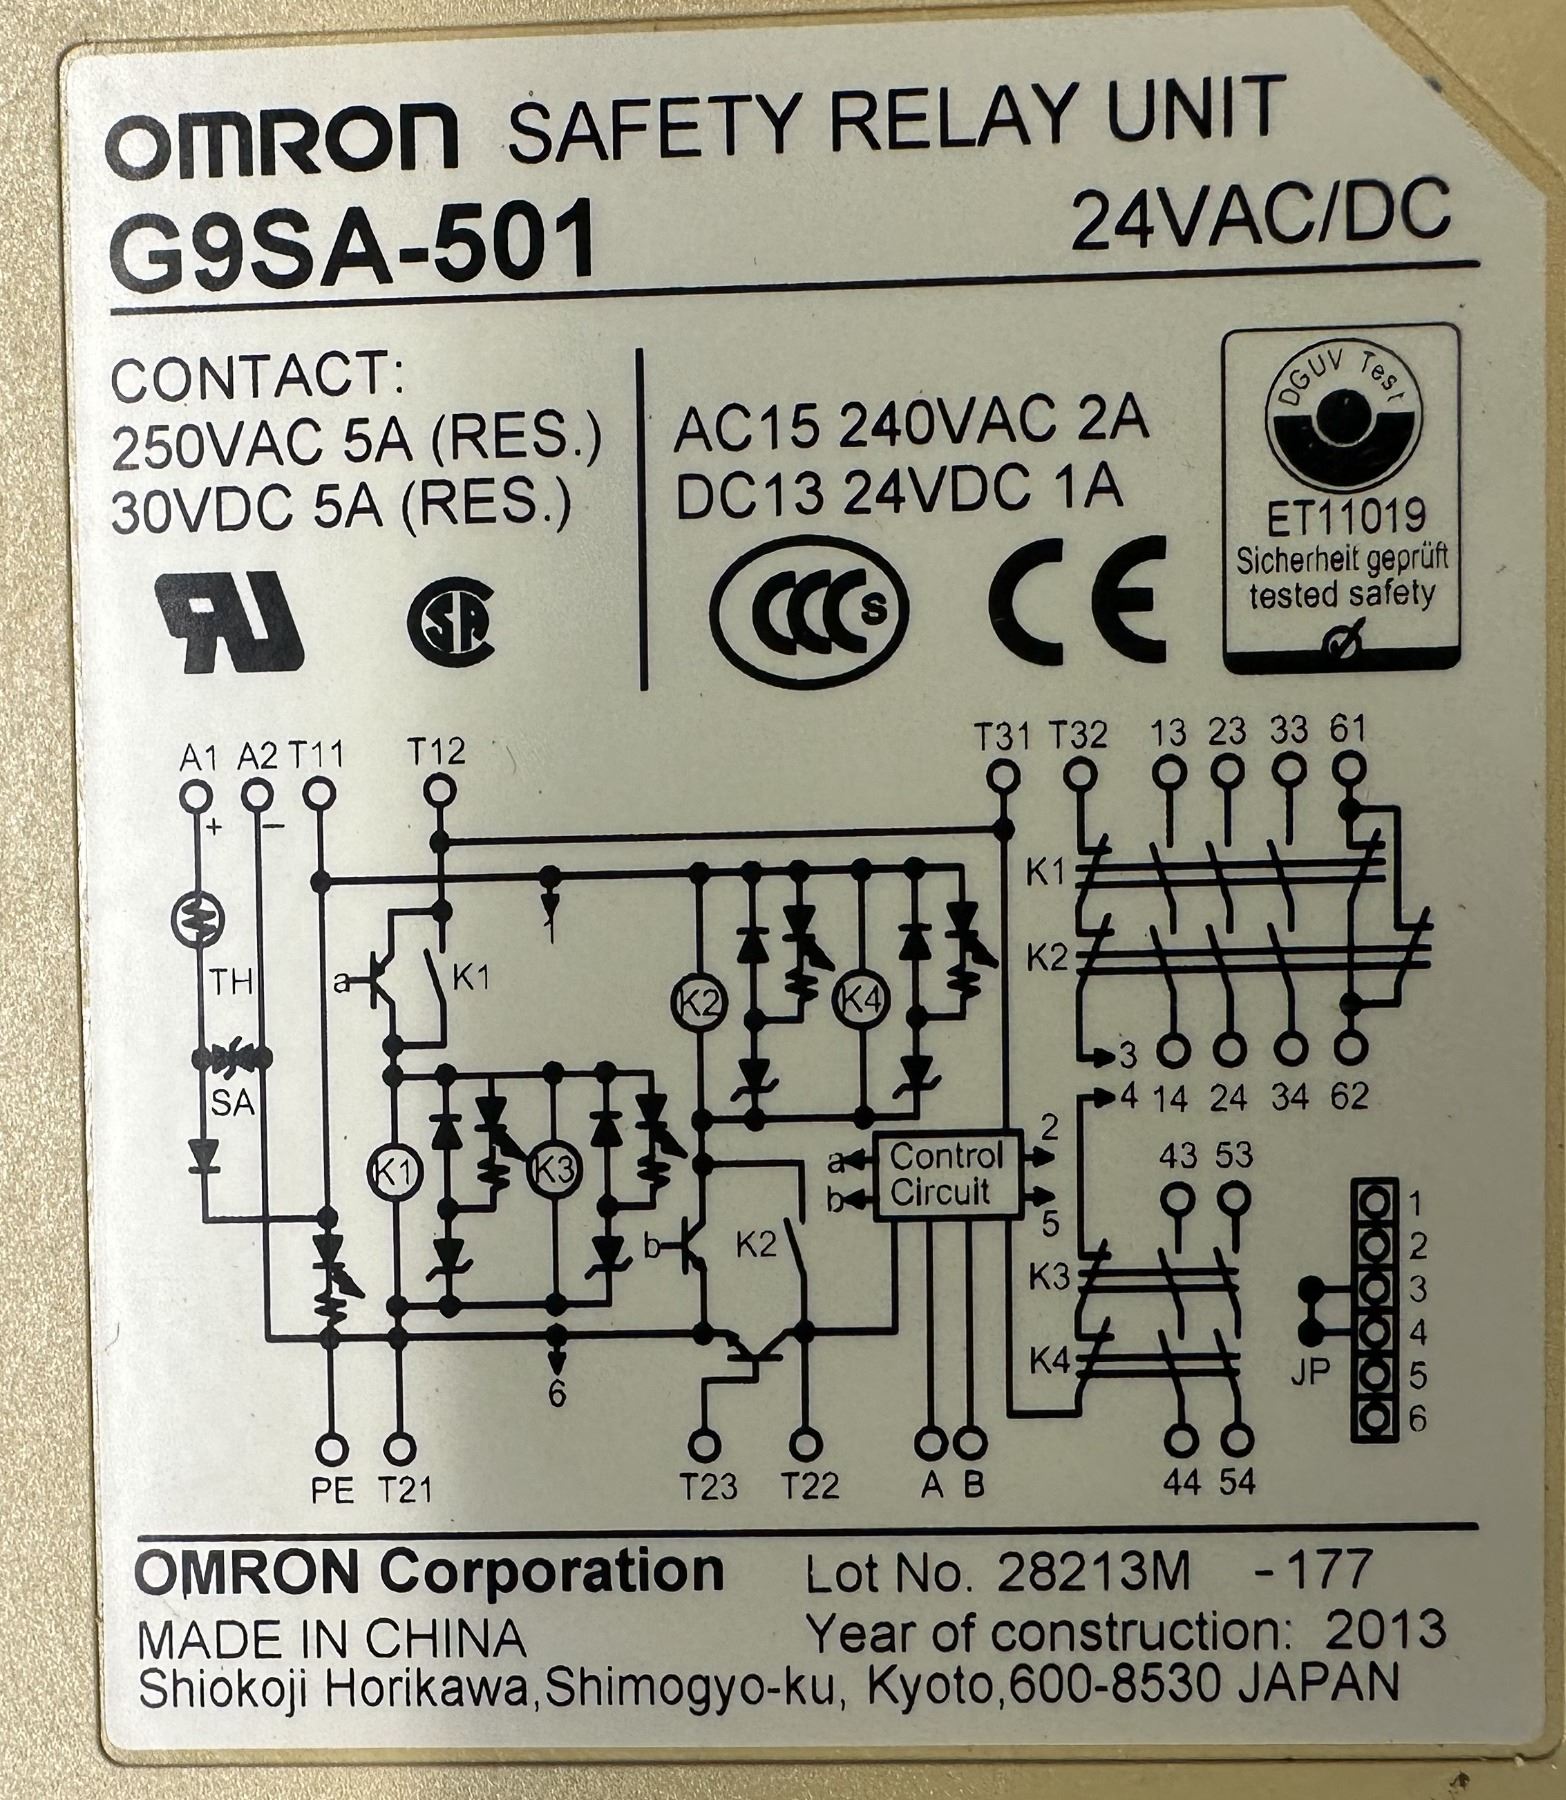 OMRON SAFETY RELAY UNIT
G9SA-501 24VAC/DC
CONTACT:
250VAC 5A (RES.)
30VDC 5A (RES.)
AC15 240VAC 2A
DC13 24VDC 1A
DGUV Test
ET11019
Sicherheit geprüft
tested safety
RU
SA
CCC S
CE
A1 A2 T11 T12 T31 T32 13 23 33 61
+ −
K1
a K1
K2
K2 K4
TH
3
SA
4 14 24 34 62
2
Control
a
43 53
K1 K3
Circuit
b
1
5
b K2
2
K3
3
4
K4
JP
5
6
6
PE T21 T23 T22 A B 44 54
OMRON Corporation Lot No. 28213M -177
MADE IN CHINA Year of construction: 2013
Shiokoji Horikawa,Shimogyo-ku, Kyoto,600-8530 JAPAN